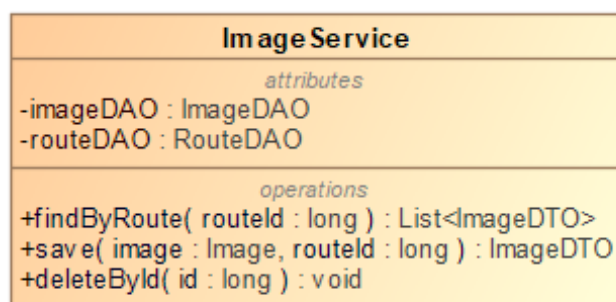 ImageService
attributes
-imageDAO : ImageDAO
-routeDAO : RouteDAO
operations
+findByRoute( routeId : long ) : List<ImageDTO>
+save( image : Image, routeId : long ) : ImageDTO
+deleteById( id : long ) : void